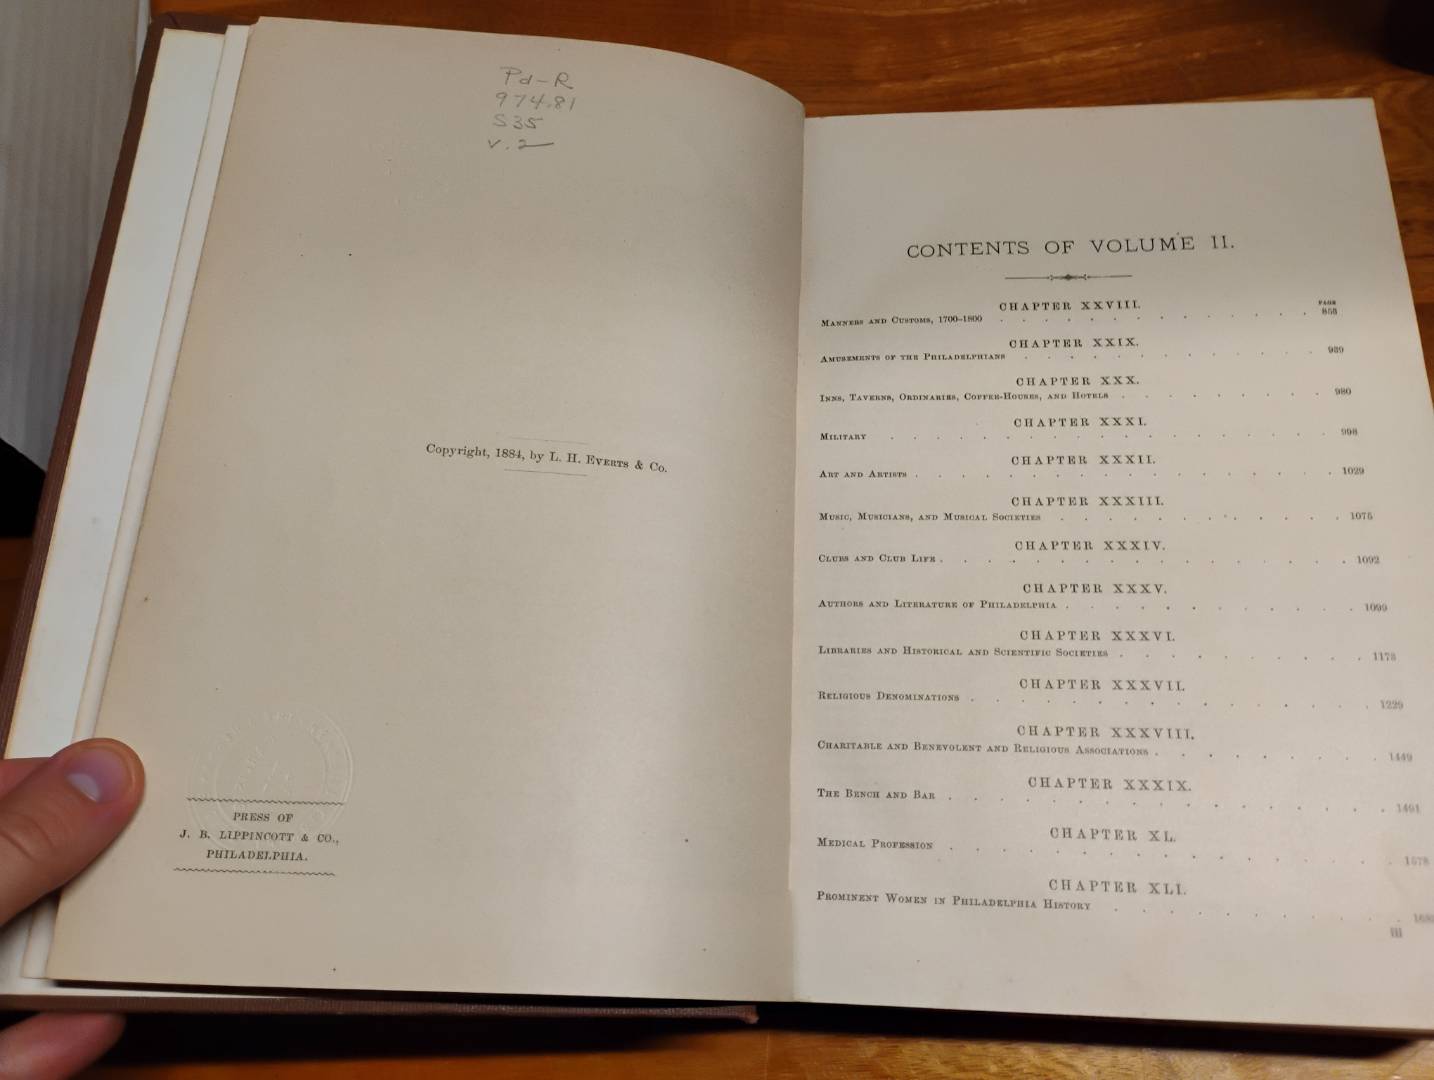 Pd-R
974.81
S35
v.2
Copyright, 1884, by L. H. Everts & Co.
PRESS OF
J. B. LIPPINCOTT & CO.,
PHILADELPHIA.
CONTENTS OF VOLUME II.
CHAPTER XXVIII.
PAGE
Manners and Customs, 1700-1800 . . . . . . . . . . . 
CHAPTER XXIX.
Amusements of the Philadelphians . . . . . . . . . . . 939
CHAPTER XXX.
Inns, Taverns, Ordinaries, Coffee-Houses, and Hotels . . . . . . . . . 980
CHAPTER XXXI.
Military . . . . . . . . . . . . . . . . 998
CHAPTER XXXII.
Art and Artists . . . . . . . . . . . . . . . 1029
CHAPTER XXXIII.
Music, Musicians, and Musical Societies . . . . . . . . . . . 1075
CHAPTER XXXIV.
Clubs and Club Life . . . . . . . . . . . . . . 1092
CHAPTER XXXV.
Authors and Literature of Philadelphia . . . . . . . . . . . 1099
CHAPTER XXXVI.
Libraries and Historical and Scientific Societies . . . . . . . . . 1178
CHAPTER XXXVII.
Religious Denominations . . . . . . . . . . . . . 1229
CHAPTER XXXVIII.
Charitable and Benevolent and Religious Associations . . . . . . . . 1449
CHAPTER XXXIX.
The Bench and Bar . . . . . . . . . . . . . . 1491
CHAPTER XL.
Medical Profession . . . . . . . . . . . . . .
CHAPTER XLI.
Prominent Women in Philadelphia History . . . . . . . . . .
iii